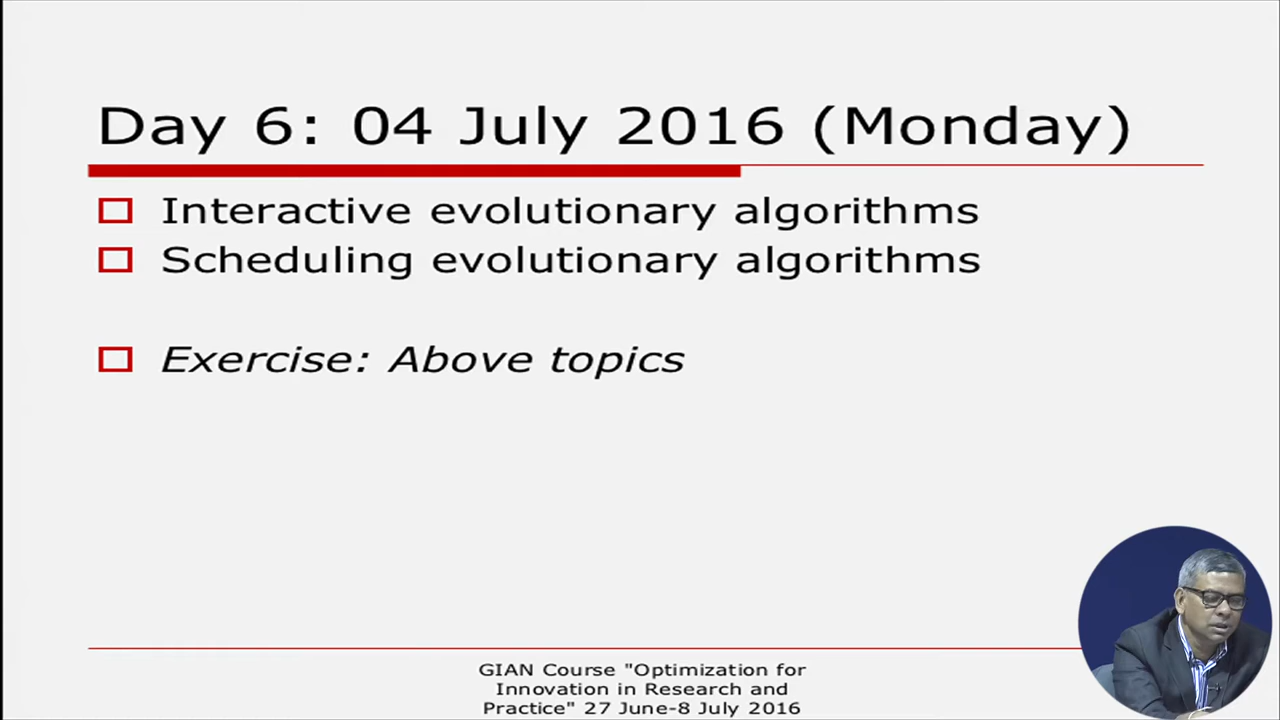 Day 6: 04 July 2016 (Monday)
Interactive evolutionary algorithms
Scheduling evolutionary algorithms
Exercise: Above topics
GIAN Course "Optimization for
Innovation in Research and
Practice" 27 June-8 July 2016